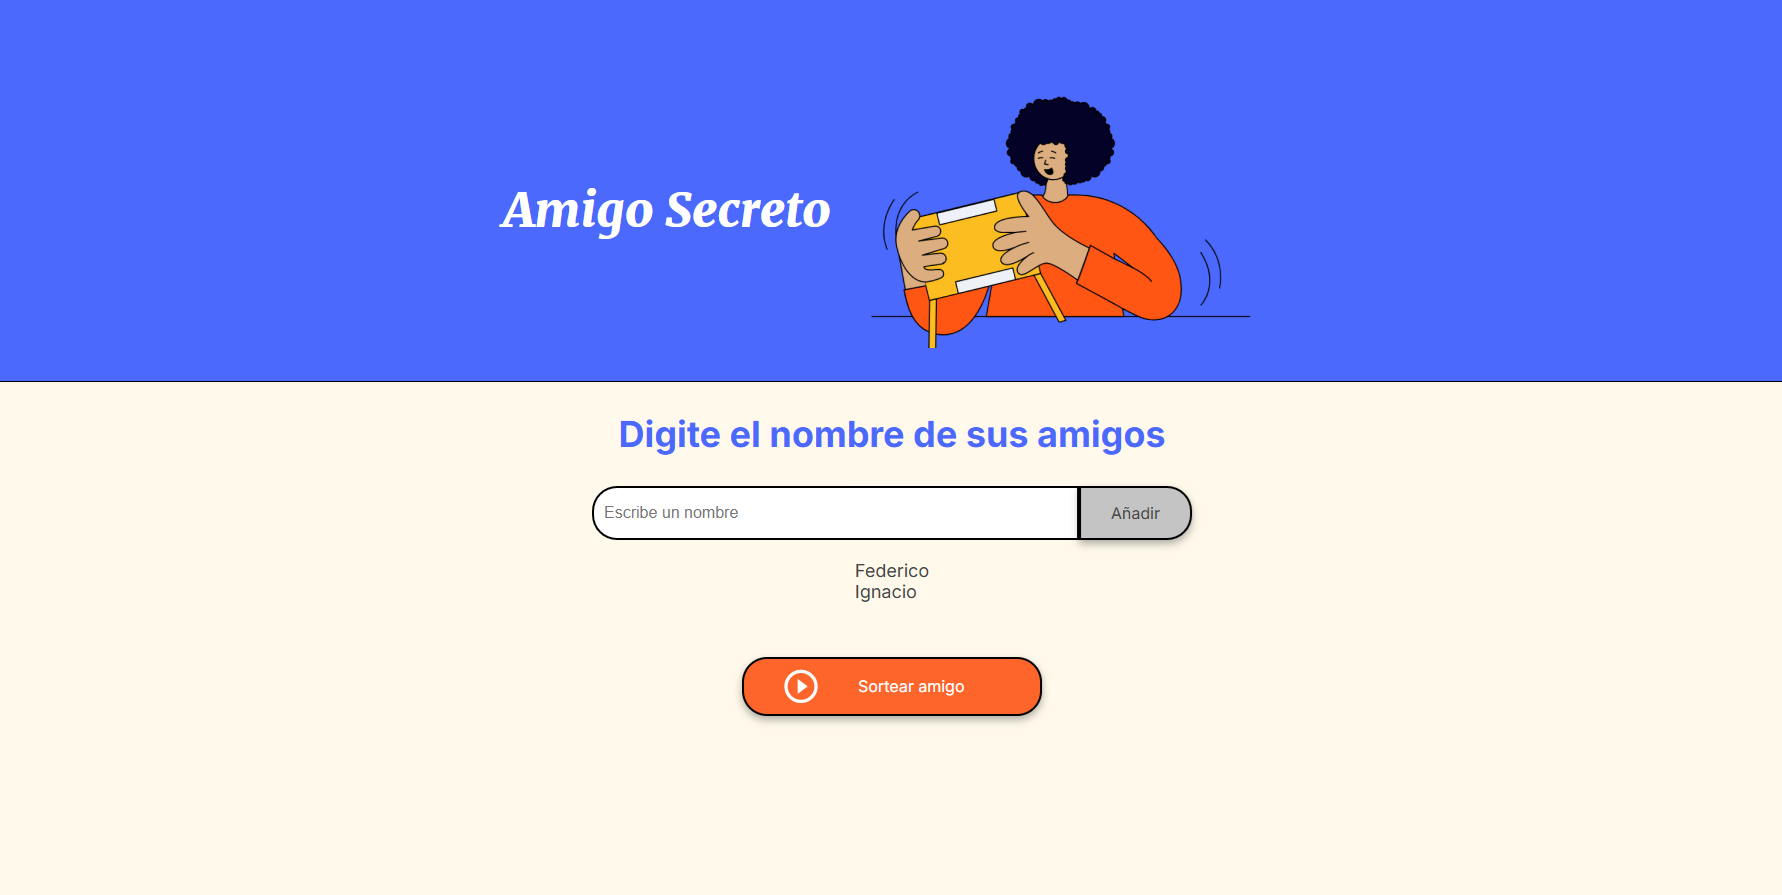 Amigo Secreto
Digite el nombre de sus amigos
Escribe un nombre
Añadir
Federico
Ignacio
Sortear amigo